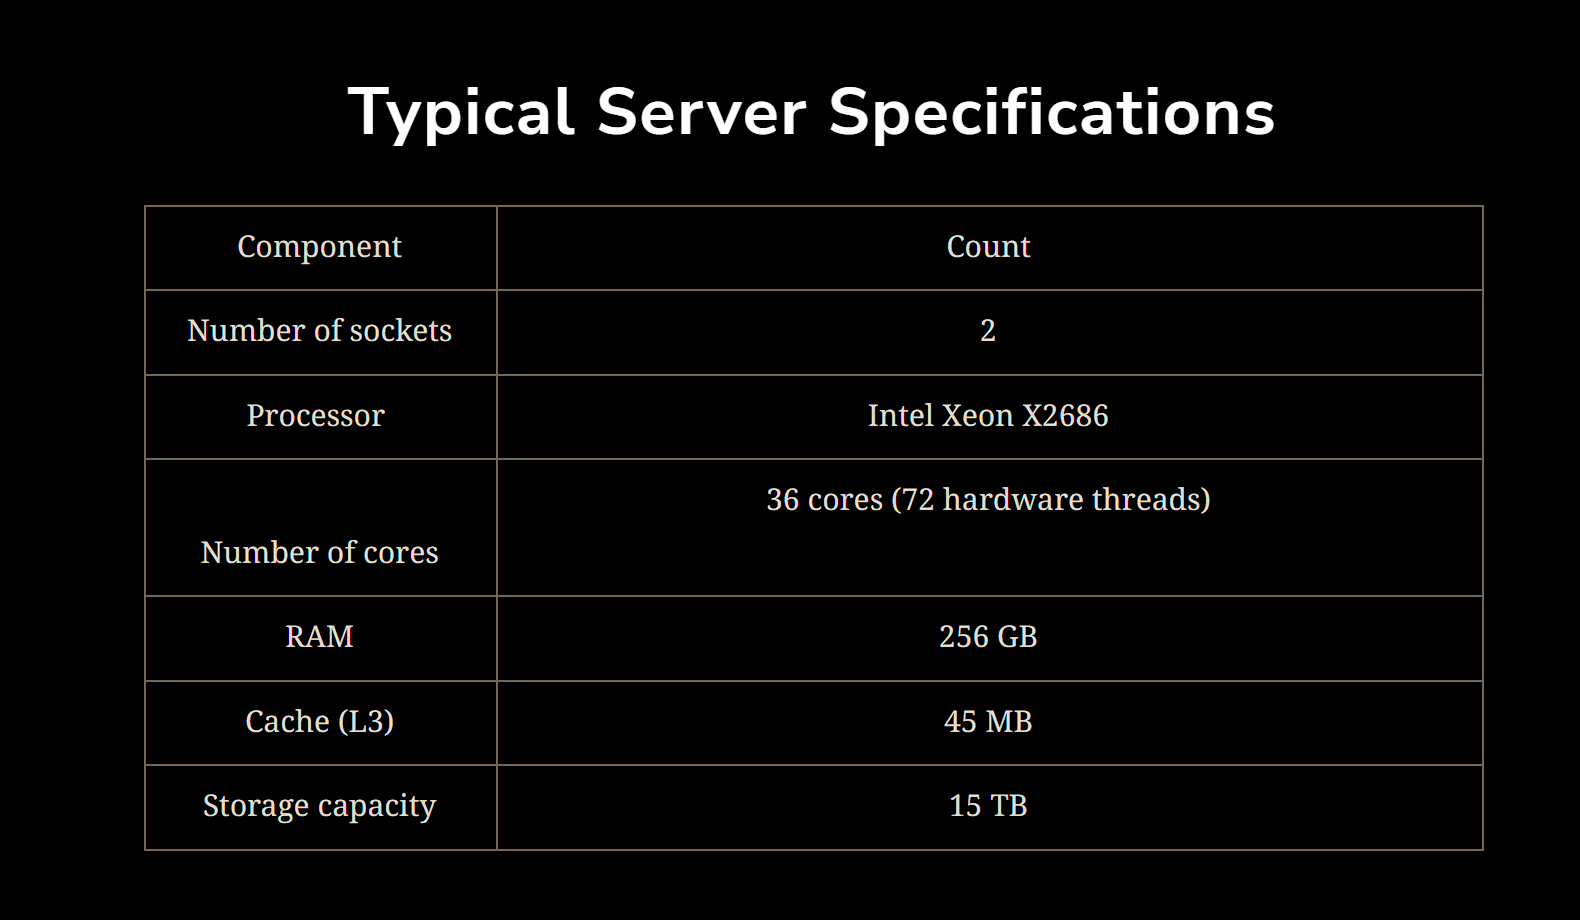 Typical Server Specifications
Component
Count
Number of sockets
2
Processor
Intel Xeon X2686
Number of cores
36 cores (72 hardware threads)
RAM
256 GB
Cache (L3)
45 MB
Storage capacity
15 TB